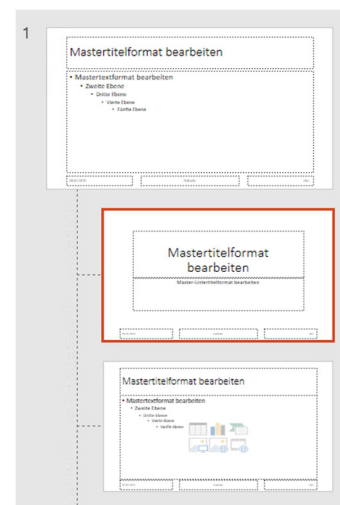 1
Mastertitelformat bearbeiten
• Mastertextformat bearbeiten
• Zweite Ebene
• Dritte Ebene
• Vierte Ebene
• Fünfte Ebene
Mastertitelformat
bearbeiten
Master-Untertitelformat bearbeiten
Mastertitelformat bearbeiten
• Mastertextformat bearbeiten
• Zweite Ebene
• Dritte Ebene
• Vierte Ebene
• Fünfte Ebene